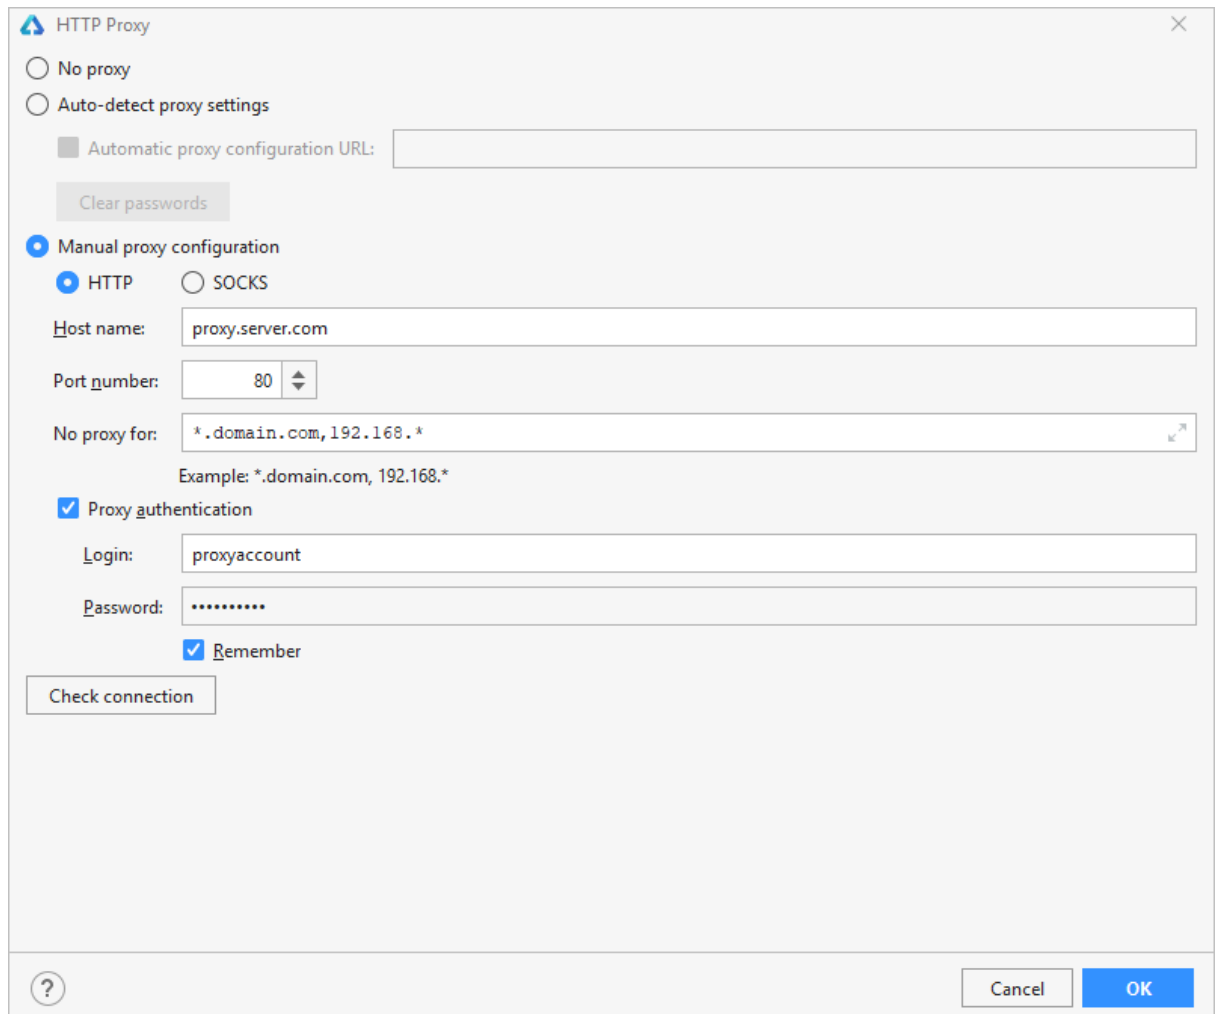 HTTP Proxy
No proxy
Auto-detect proxy settings
Automatic proxy configuration URL:
Clear passwords
Manual proxy configuration
HTTP SOCKS
Host name: proxy.server.com
Port number: 80
No proxy for: *.domain.com,192.168.*
Example: *.domain.com, 192.168.*
Proxy authentication
Login: proxyaccount
Password: ••••••••••
Remember
Check connection
? Cancel OK